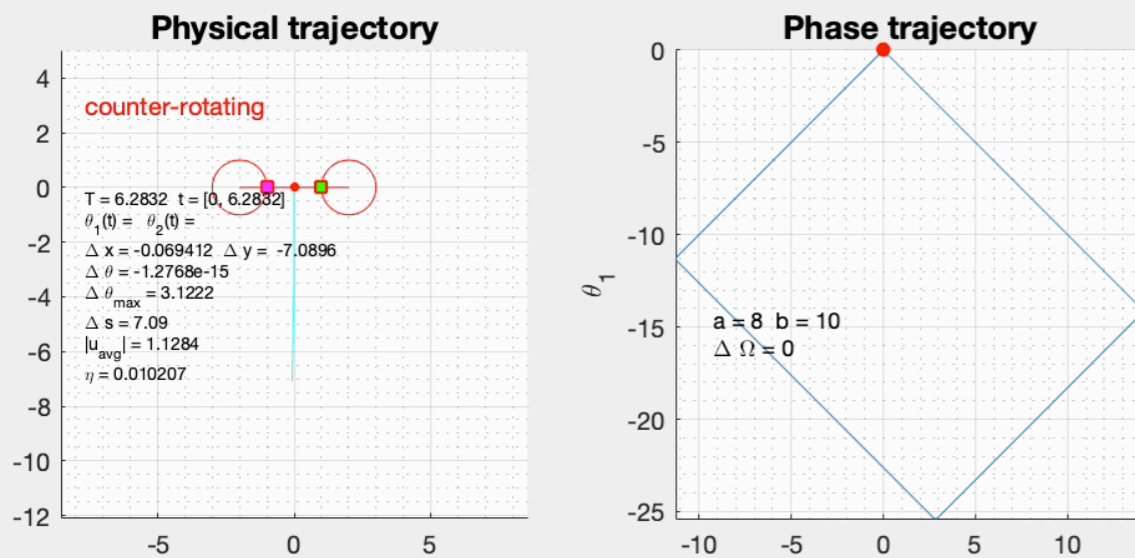 Physical trajectory
4
2
0
-2
-4
-6
-8
-10
-12
-5
0
5
counter-rotating
T = 6.2832 t = [0, 6.2832]
θ₁(t) = θ₂(t) =
Δ x = -0.069412 Δ y = -7.0896
Δ θ = -1.2768e-15
Δ θmax = 3.1222
Δ s = 7.09
|uavg| = 1.1284
η = 0.010207
Phase trajectory
0
-5
-10
-15
-20
-25
θ₁
-10
-5
0
5
10
a = 8 b = 10
Δ Ω = 0